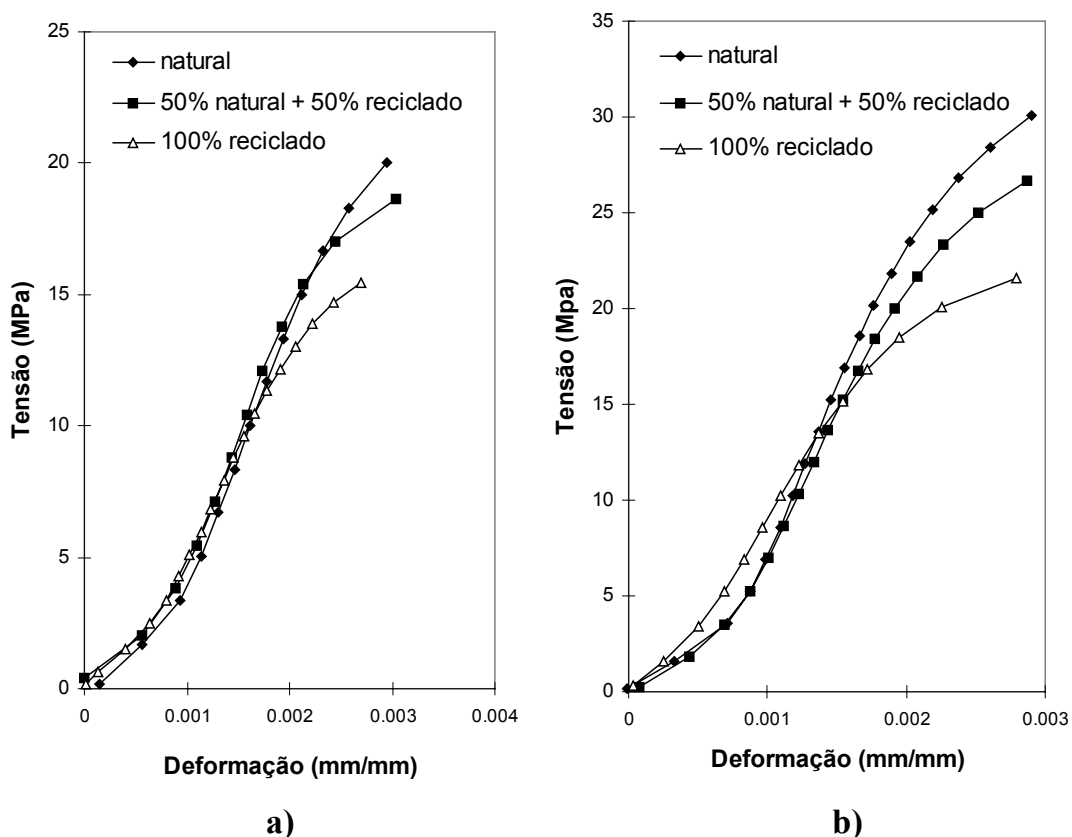 25
20
15
10
5
0
Tensão (MPa)
natural
50% natural + 50% reciclado
100% reciclado
0
0.001
0.002
0.003
0.004
Deformação (mm/mm)
a)
35
30
25
20
15
10
5
0
Tensão (Mpa)
natural
50% natural + 50% reciclado
100% reciclado
0
0.001
0.002
0.003
Deformação (mm/mm)
b)